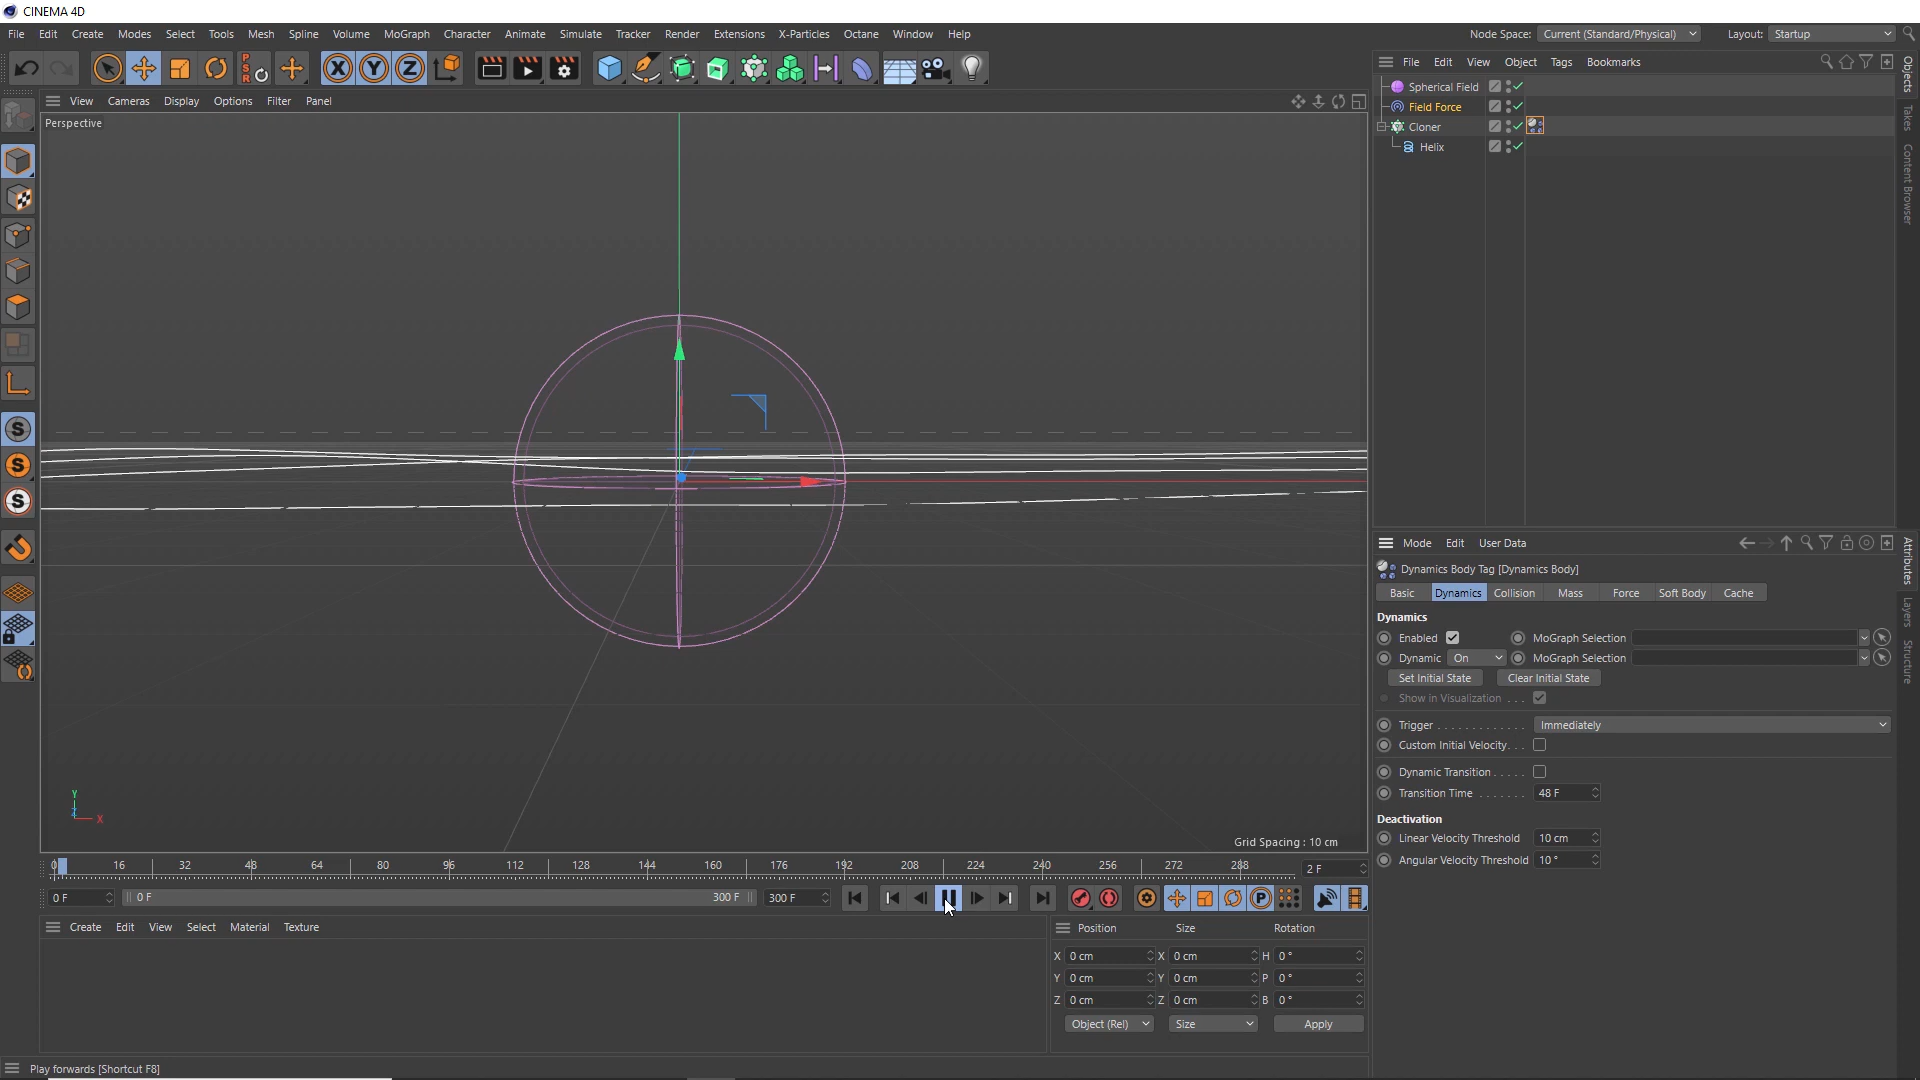 CINEMA 4D
File Edit Create Modes Select Tools Mesh Spline Volume MoGraph Character Animate Simulate Tracker Render Extensions X-Particles Octane Window Help
Node Space: Current (Standard/Physical) Layout: Startup
PSR X Y Z
File Edit View Object Tags Bookmarks
View Cameras Display Options Filter Panel
Perspective
Spherical Field
Field Force
Cloner
Helix
Objects
Takes
Content Browser
S
S
S
Mode Edit User Data
Attributes
Layers
Structure
Dynamics Body Tag [Dynamics Body]
Basic Dynamics Collision Mass Force Soft Body Cache
Dynamics
Enabled MoGraph Selection
Dynamic On MoGraph Selection
Set Initial State Clear Initial State
Show in Visualization . . .
Trigger . . . . . . . . . . . . . Immediately
Custom Initial Velocity. . .
Dynamic Transition . . . . .
Transition Time . . . . . . . 48 F
Deactivation
Linear Velocity Threshold 10 cm
Angular Velocity Threshold 10 °
Y
Z
X
Grid Spacing : 10 cm
0 16 32 48 64 80 96 112 128 144 160 176 192 208 224 240 256 272 288 2 F
0 F 0 F 300 F 300 F P
Create Edit View Select Material Texture
Position Size Rotation
X 0 cm X 0 cm H 0 °
Y 0 cm Y 0 cm P 0 °
Z 0 cm Z 0 cm B 0 °
Object (Rel) Size Apply
Play forwards [Shortcut F8]